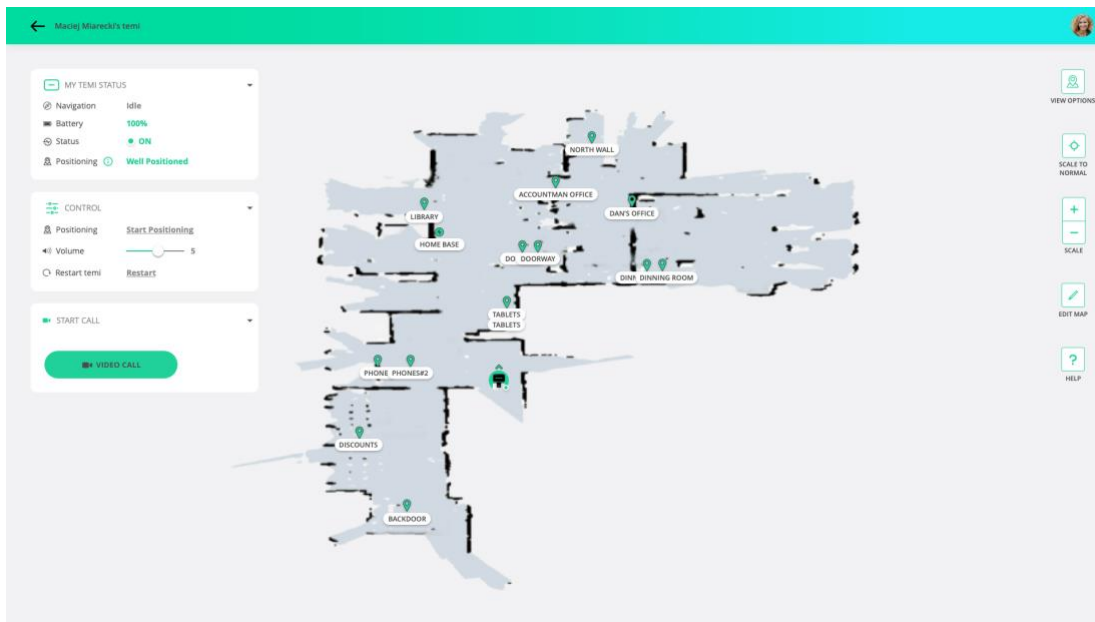 Maciej Miarecki's temi
MY TEMI STATUS
Navigation Idle
Battery 100%
Status ON
Positioning Well Positioned
CONTROL
Positioning Start Positioning
Volume 5
Restart temi Restart
START CALL
VIDEO CALL
NORTH WALL
ACCOUNTMAN OFFICE
LIBRARY
DAN'S OFFICE
HOME BASE
DO DOORWAY
DINN DINNING ROOM
TABLETS
TABLETS
PHONE PHONES#2
DISCOUNTS
BACKDOOR
VIEW OPTIONS
SCALE TO
NORMAL
+
−
SCALE
EDIT MAP
?
HELP